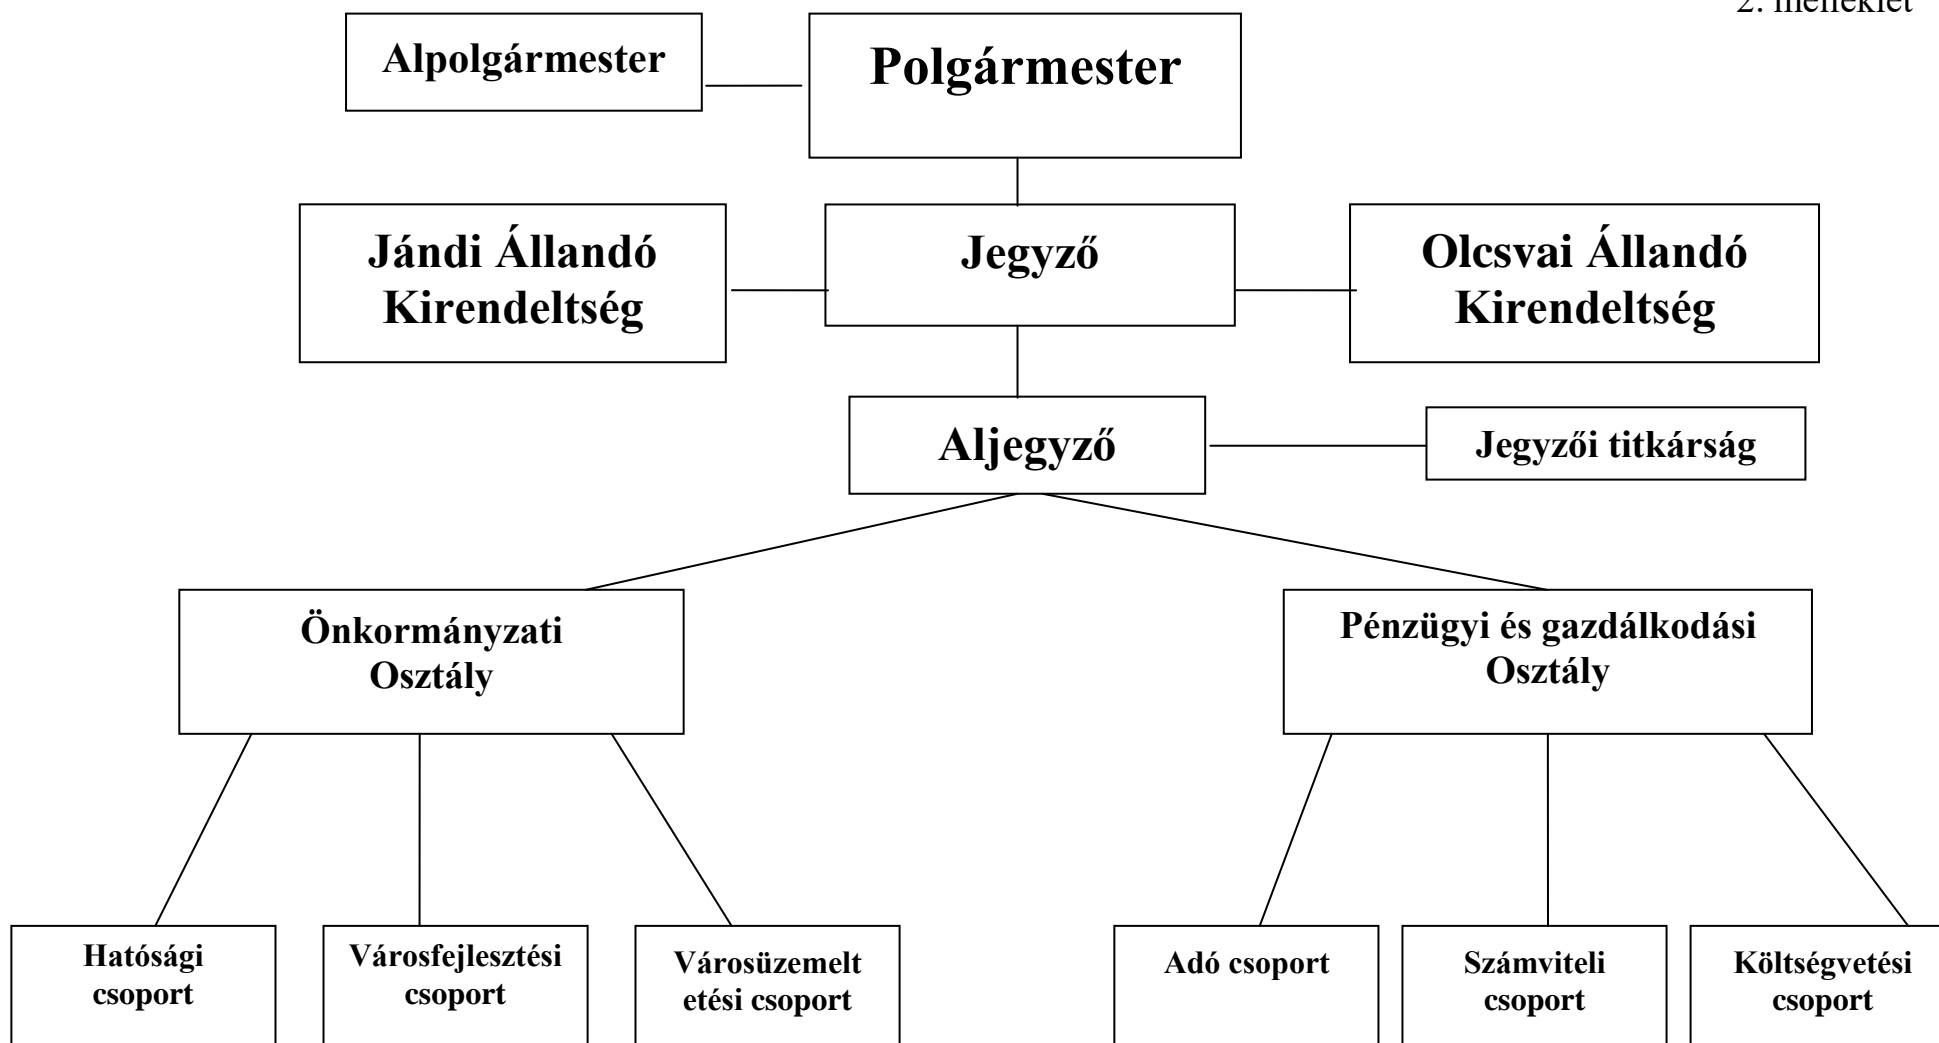 2. melléklet
Alpolgármester
Polgármester
Jándi Állandó
Kirendeltség
Jegyző
Olcsvai Állandó
Kirendeltség
Aljegyző
Jegyzői titkárság
Önkormányzati
Osztály
Pénzügyi és gazdálkodási
Osztály
Hatósági
csoport
Városfejlesztési
csoport
Városüzemelt
etési csoport
Adó csoport
Számviteli
csoport
Költségvetési
csoport